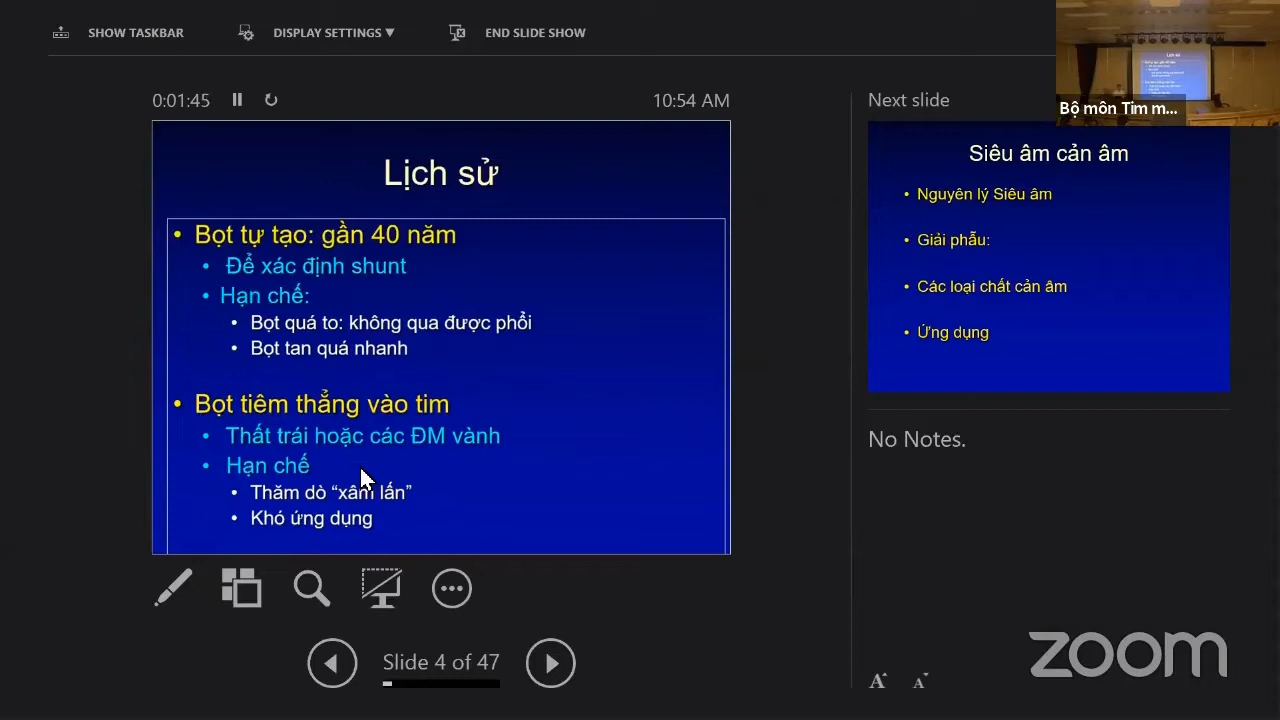 SHOW TASKBAR
DISPLAY SETTINGS ▼
END SLIDE SHOW
0:01:45
10:54 AM
Lịch sử
• Bọt tự tạo: gần 40 năm
• Để xác định shunt
• Hạn chế:
• Bọt quá to: không qua được phổi
• Bọt tan quá nhanh
• Bọt tiêm thẳng vào tim
• Thất trái hoặc các ĐM vành
• Hạn chế
• Thăm dò “xâm lấn”
• Khó ứng dụng
Slide 4 of 47
Next slide
Bộ môn Tim m...
Siêu âm cản âm
• Nguyên lý Siêu âm
• Giải phẫu:
• Các loại chất cản âm
• Ứng dụng
No Notes.
A A
zoom